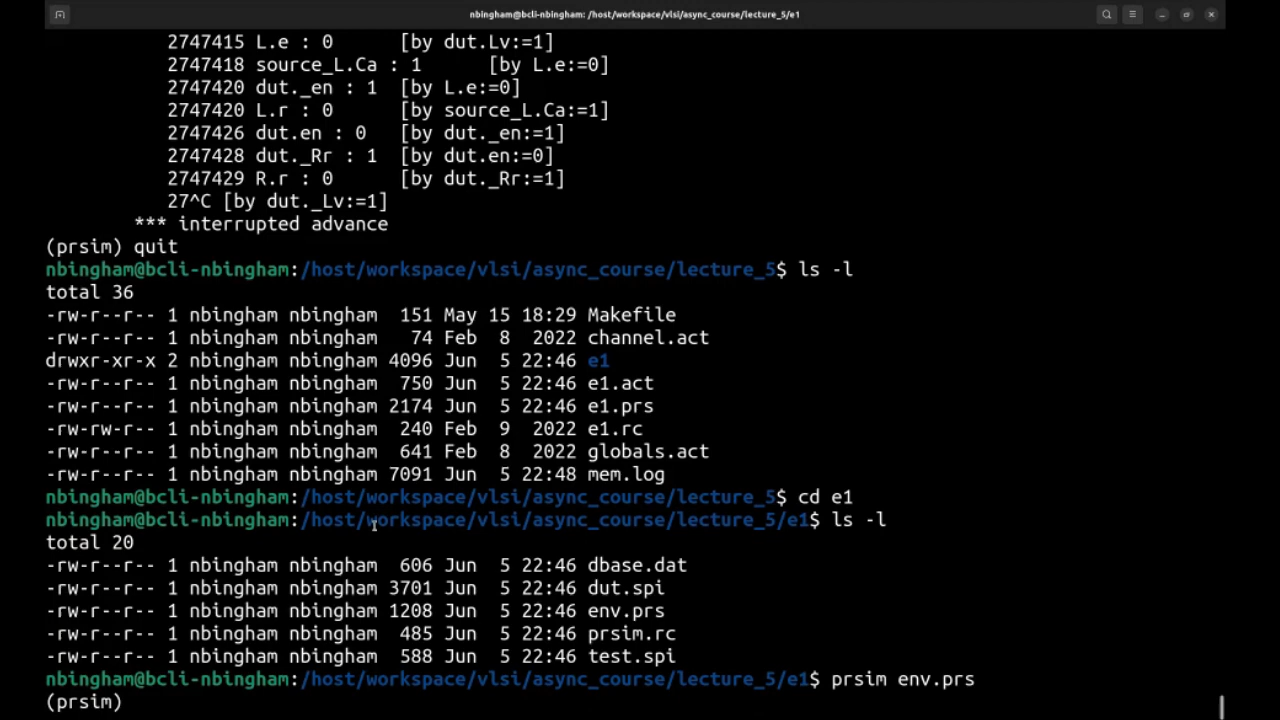 nbingham@bcli-nbingham: /host/workspace/vlsi/async_course/lecture_5/e1
2747415 L.e : 0 [by dut.Lv:=1]
2747418 source_L.Ca : 1 [by L.e:=0]
2747420 dut._en : 1 [by L.e:=0]
2747420 L.r : 0 [by source_L.Ca:=1]
2747426 dut.en : 0 [by dut._en:=1]
2747428 dut._Rr : 1 [by dut.en:=0]
2747429 R.r : 0 [by dut._Rr:=1]
27^C [by dut._Lv:=1]
*** interrupted advance
(prsim) quit
nbingham@bcli-nbingham:/host/workspace/vlsi/async_course/lecture_5$ ls -l
total 36
-rw-r--r-- 1 nbingham nbingham 151 May 15 18:29 Makefile
-rw-r--r-- 1 nbingham nbingham 74 Feb 8 2022 channel.act
drwxr-xr-x 2 nbingham nbingham 4096 Jun 5 22:46 e1
-rw-r--r-- 1 nbingham nbingham 750 Jun 5 22:46 e1.act
-rw-r--r-- 1 nbingham nbingham 2174 Jun 5 22:46 e1.prs
-rw-rw-r-- 1 nbingham nbingham 240 Feb 9 2022 e1.rc
-rw-r--r-- 1 nbingham nbingham 641 Feb 8 2022 globals.act
-rw-r--r-- 1 nbingham nbingham 7091 Jun 5 22:48 mem.log
nbingham@bcli-nbingham:/host/workspace/vlsi/async_course/lecture_5$ cd e1
nbingham@bcli-nbingham:/host/workspace/vlsi/async_course/lecture_5/e1$ ls -l
total 20
-rw-r--r-- 1 nbingham nbingham 606 Jun 5 22:46 dbase.dat
-rw-r--r-- 1 nbingham nbingham 3701 Jun 5 22:46 dut.spi
-rw-r--r-- 1 nbingham nbingham 1208 Jun 5 22:46 env.prs
-rw-r--r-- 1 nbingham nbingham 485 Jun 5 22:46 prsim.rc
-rw-r--r-- 1 nbingham nbingham 588 Jun 5 22:46 test.spi
nbingham@bcli-nbingham:/host/workspace/vlsi/async_course/lecture_5/e1$ prsim env.prs
(prsim)